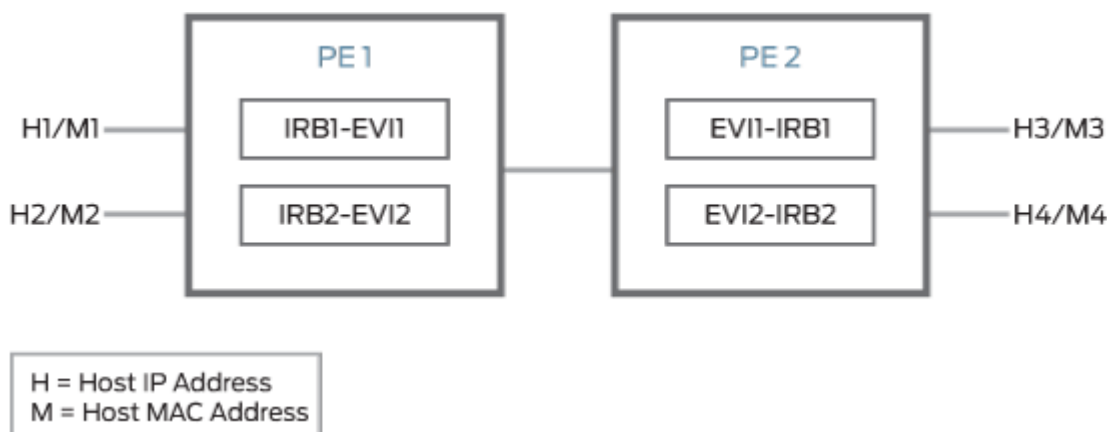 PE 1
PE 2
H1/M1
IRB1-EVI1
EVI1-IRB1
H3/M3
H2/M2
IRB2-EVI2
EVI2-IRB2
H4/M4
H = Host IP Address
M = Host MAC Address